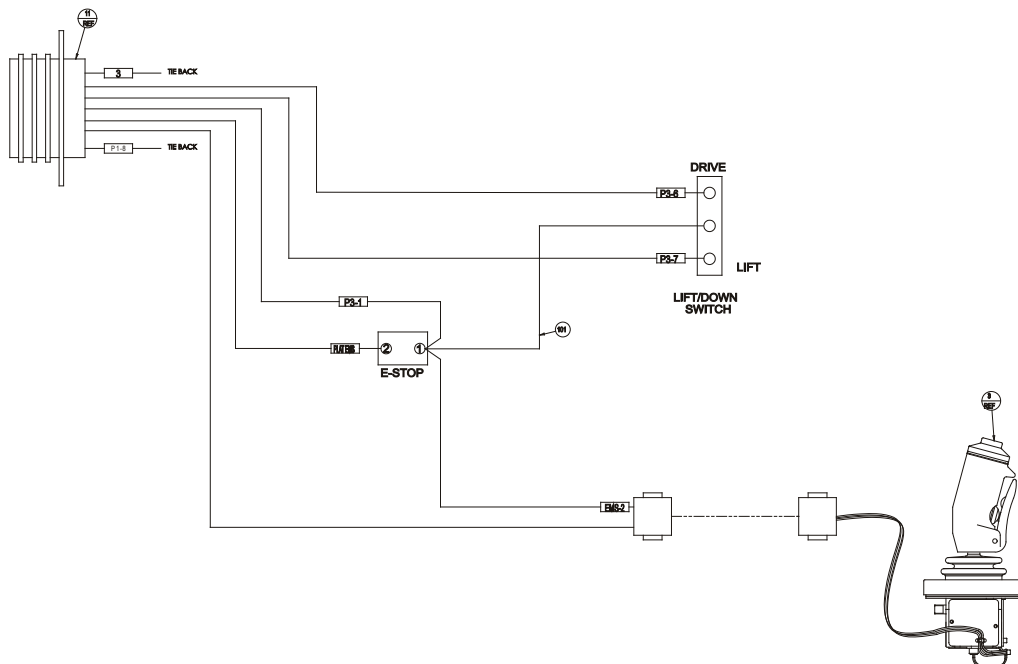 11
REF
3
TIE BACK
P1-8
TIE BACK
DRIVE
P3-6
P3-7
LIFT
LIFT/DOWN
SWITCH
P3-1
101
2
1
E-STOP
REF
EMS-2